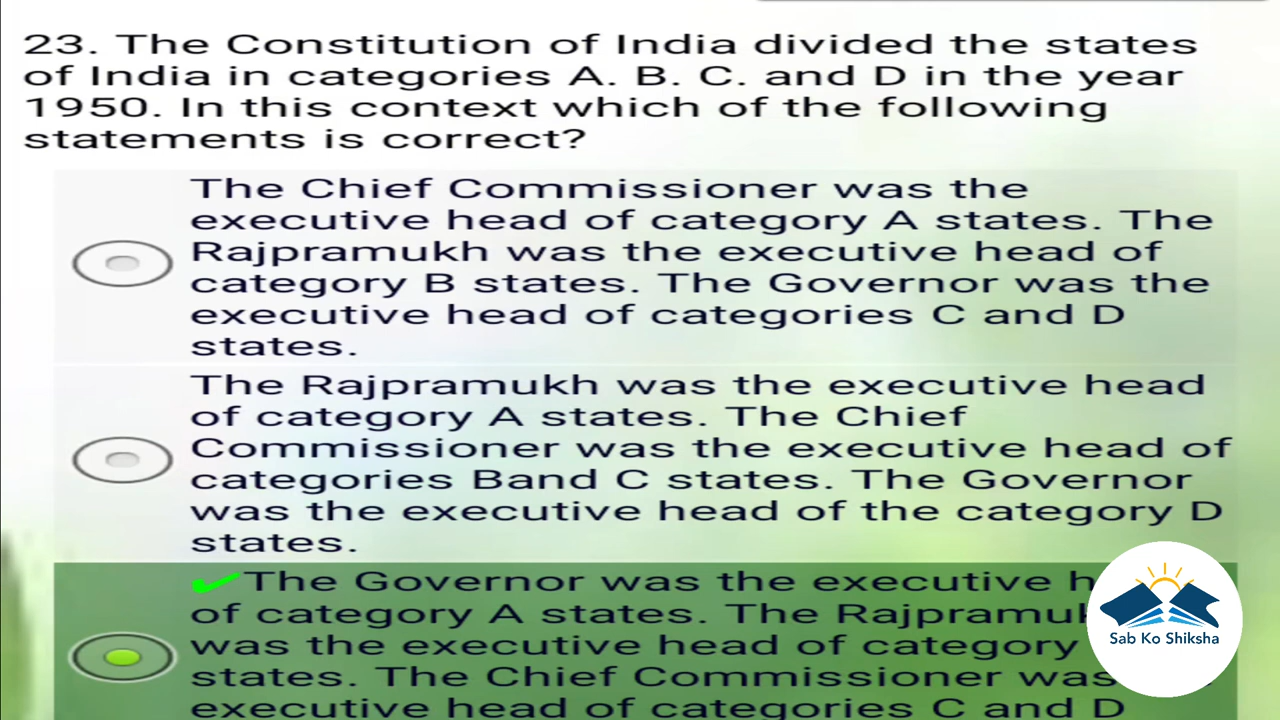 23. The Constitution of India divided the states
of India in categories A. B. C. and D in the year
1950. In this context which of the following
statements is correct?
The Chief Commissioner was the
executive head of category A states. The
Rajpramukh was the executive head of
category B states. The Governor was the
executive head of categories C and D
states.
The Rajpramukh was the executive head
of category A states. The Chief
Commissioner was the executive head of
categories Band C states. The Governor
was the executive head of the category D
states.
The Governor was the executive
of category A states. The
was the executive head of category
states. The Chief Commissioner was
executive head of categories C and D
Sab Ko Shiksha